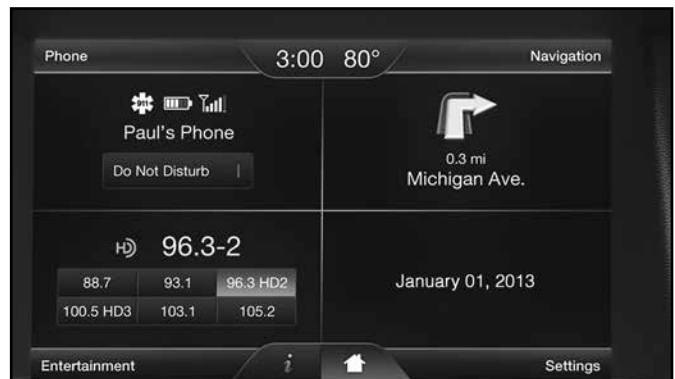 Phone
3:00 80°
Navigation
Paul's Phone
Do Not Disturb
0.3 mi
Michigan Ave.
HD 96.3-2
88.7 93.1 96.3 HD2
100.5 HD3 103.1 105.2
January 01, 2013
Entertainment
i
Settings